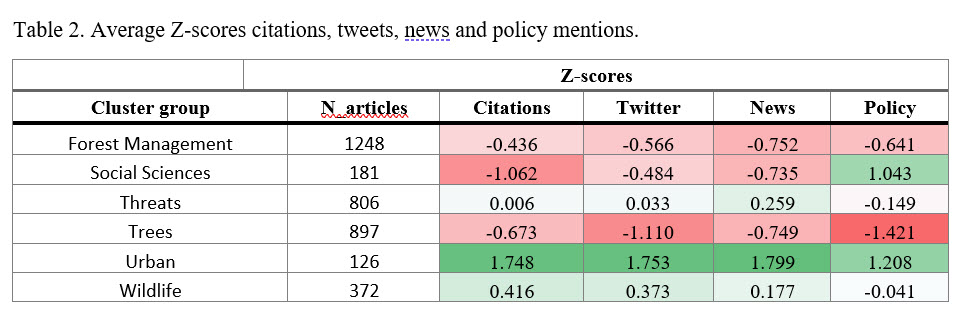 Table 2. Average Z-scores citations, tweets, news and policy mentions.
Z-scores
Cluster group N_articles Citations Twitter News Policy
Forest Management 1248 -0.436 -0.566 -0.752 -0.641
Social Sciences 181 -1.062 -0.484 -0.735 1.043
Threats 806 0.006 0.033 0.259 -0.149
Trees 897 -0.673 -1.110 -0.749 -1.421
Urban 126 1.748 1.753 1.799 1.208
Wildlife 372 0.416 0.373 0.177 -0.041